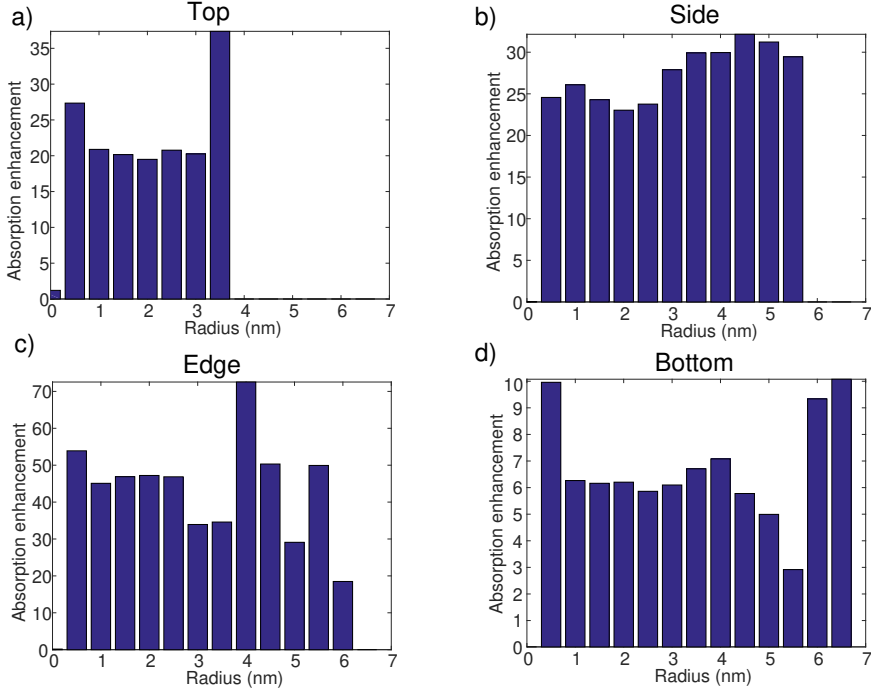 a)
Top
Absorption enhancement
35
30
25
20
15
10
5
0
0 1 2 3 4 5 6 7
Radius (nm)
b)
Side
Absorption enhancement
30
25
20
15
10
5
0
0 1 2 3 4 5 6 7
Radius (nm)
c)
Edge
Absorption enhancement
70
60
50
40
30
20
10
0
0 1 2 3 4 5 6 7
Radius (nm)
d)
Bottom
Absorption enhancement
10
9
8
7
6
5
4
3
2
1
0
0 1 2 3 4 5 6 7
Radius (nm)